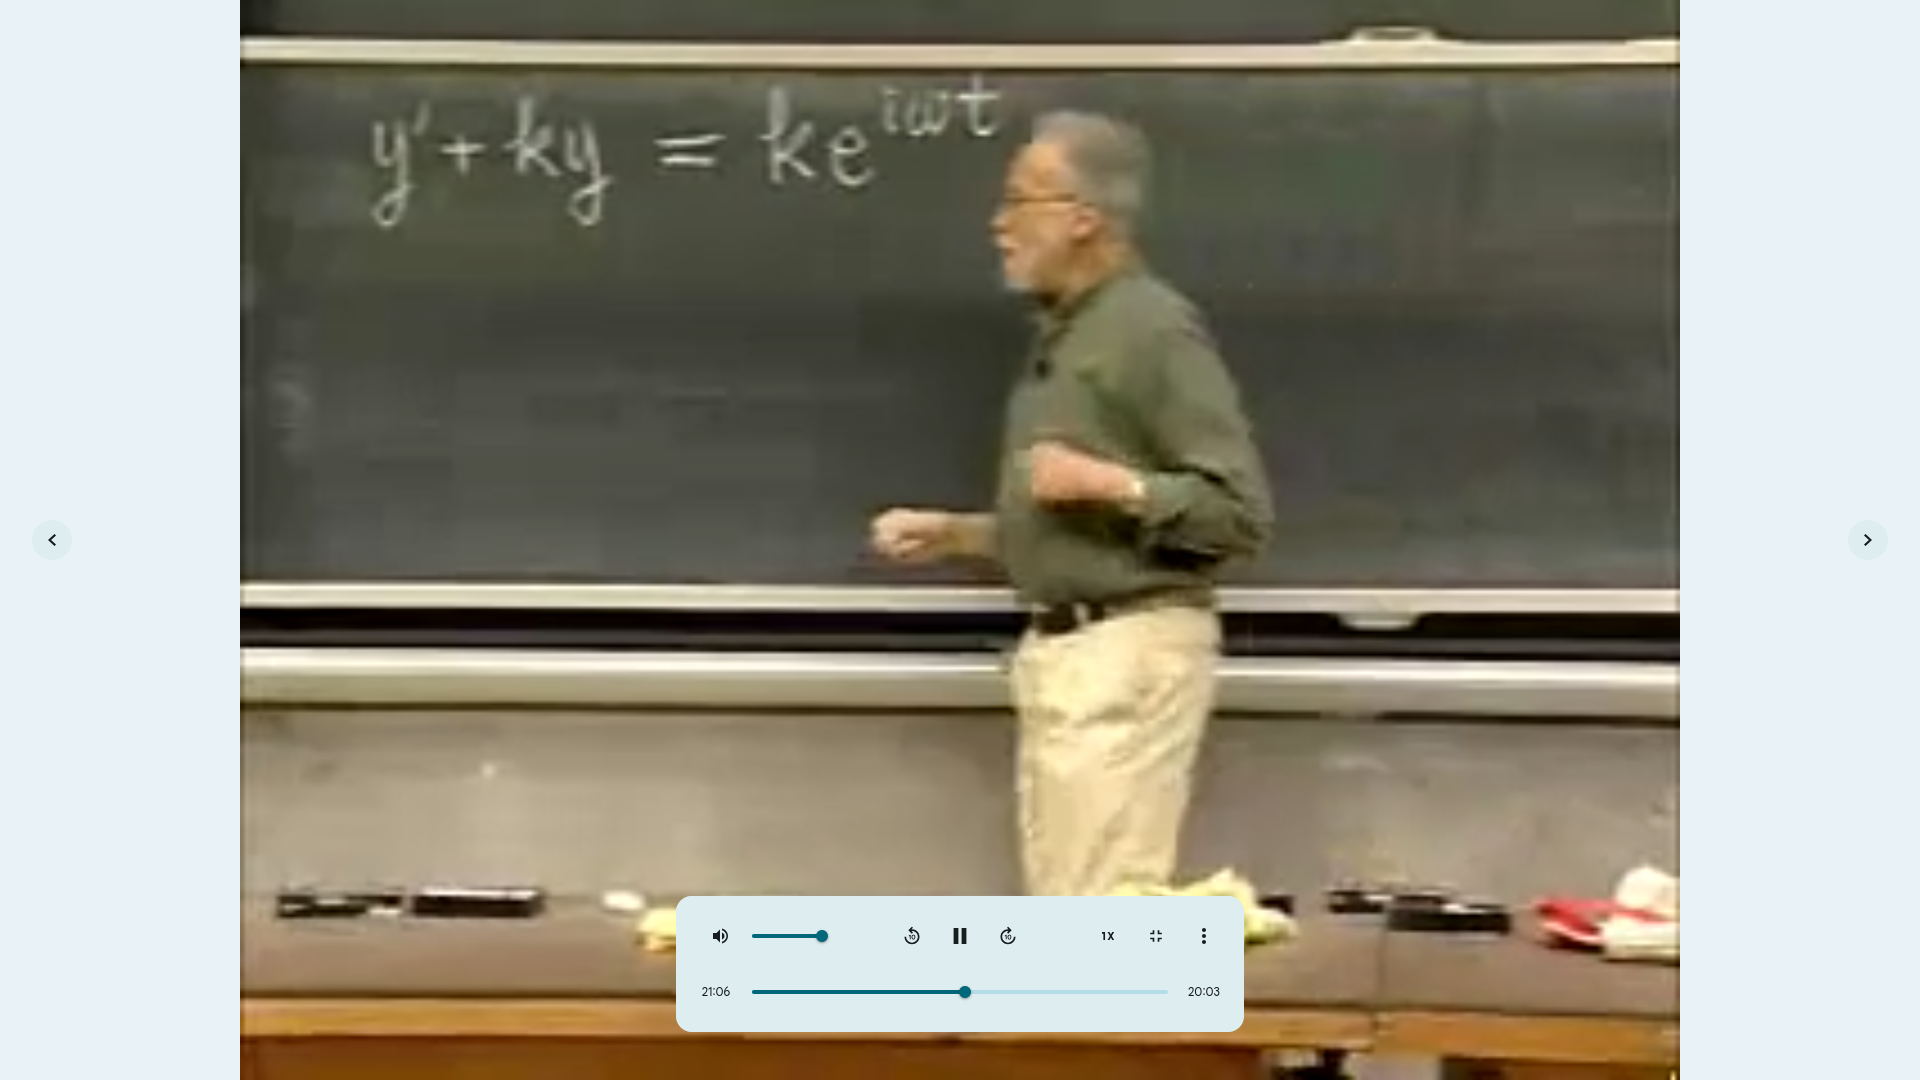 y' + ky = ke^{iωt}
1X
21:06
20:03